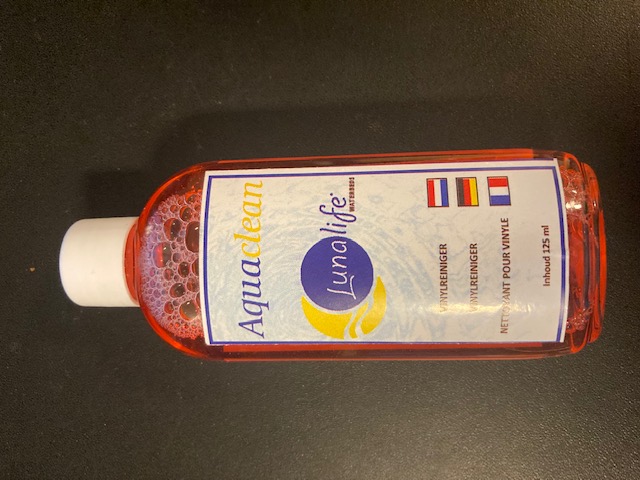 Aquaclean
Lunalife
WATERBEDS
VINYLREINIGER
VINYLREINIGER
NETTOYANT POUR VINYLE
Inhoud 125 ml